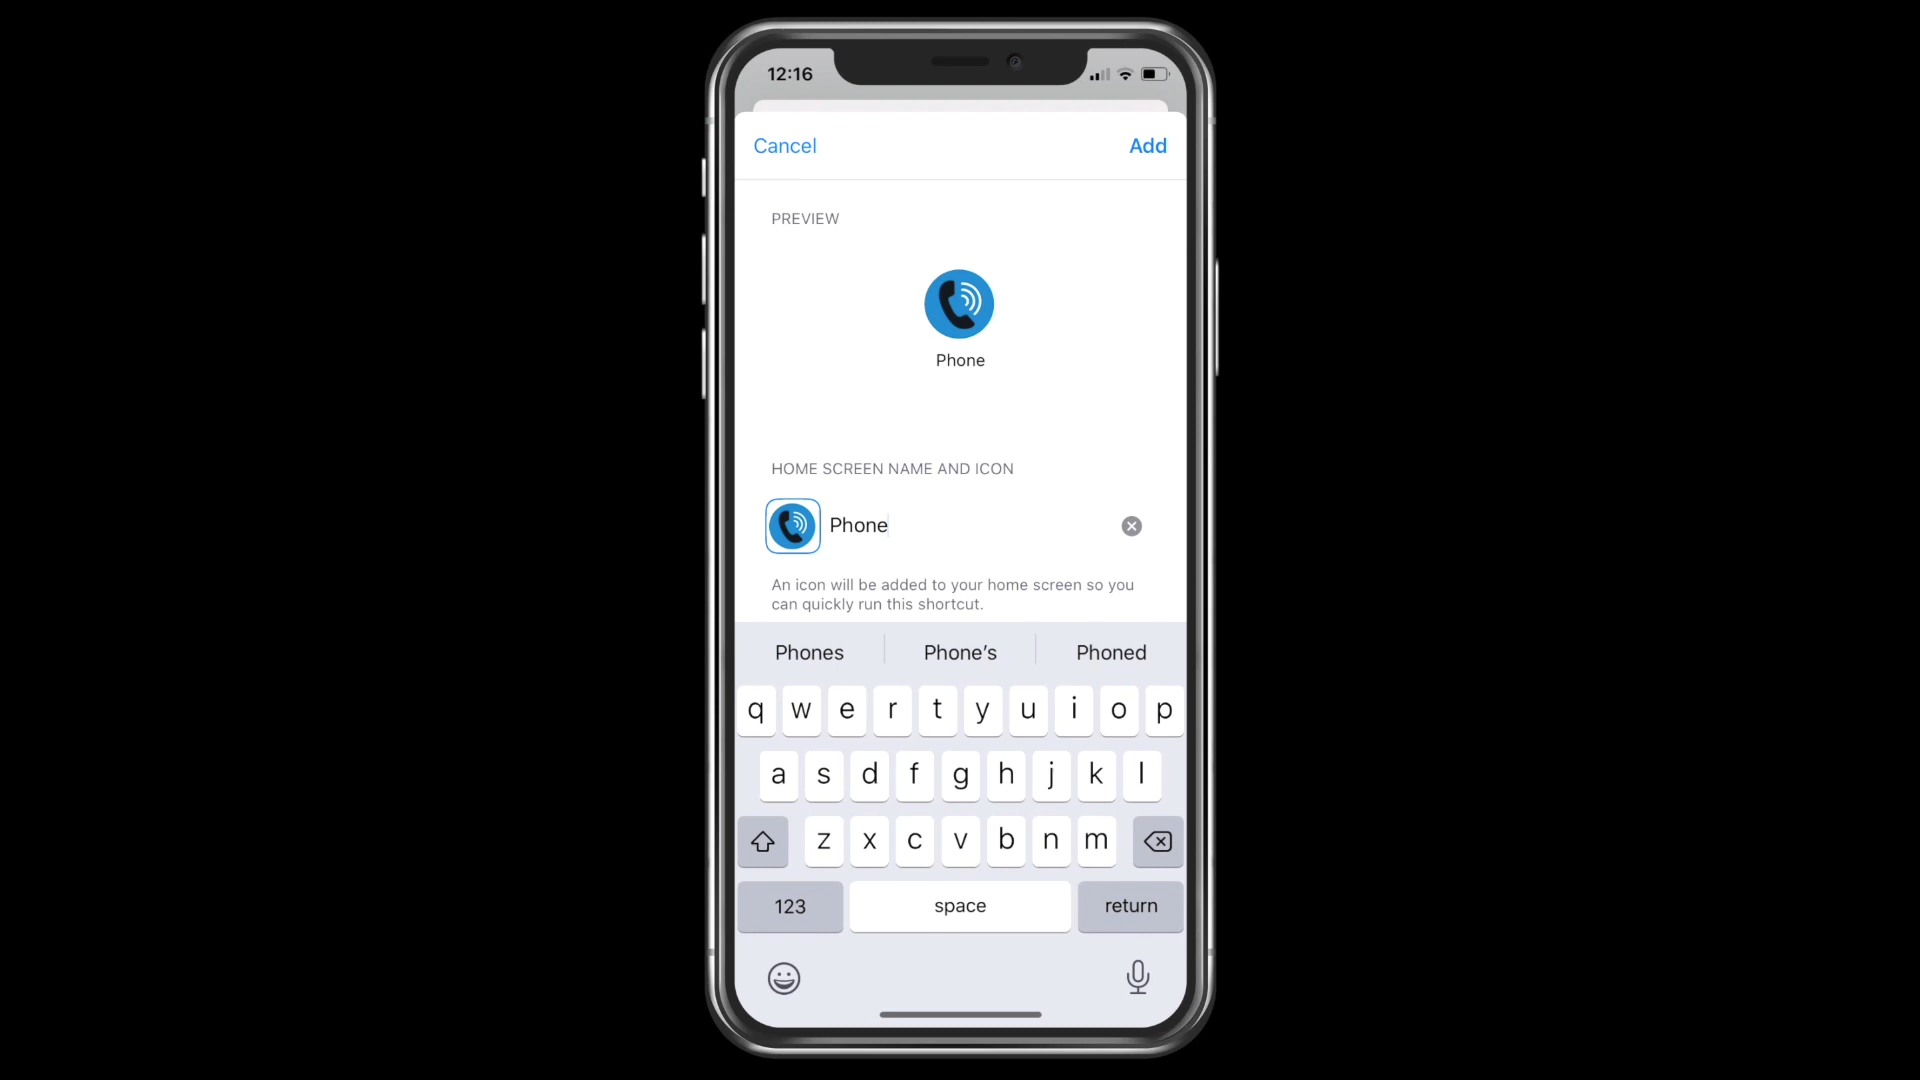 12:16
Cancel
Add
PREVIEW
Phone
HOME SCREEN NAME AND ICON
Phone
An icon will be added to your home screen so you
can quickly run this shortcut.
Phones Phone’s Phoned
q w e r t y u i o p
a s d f g h j k l
z x c v b n m
123 space return